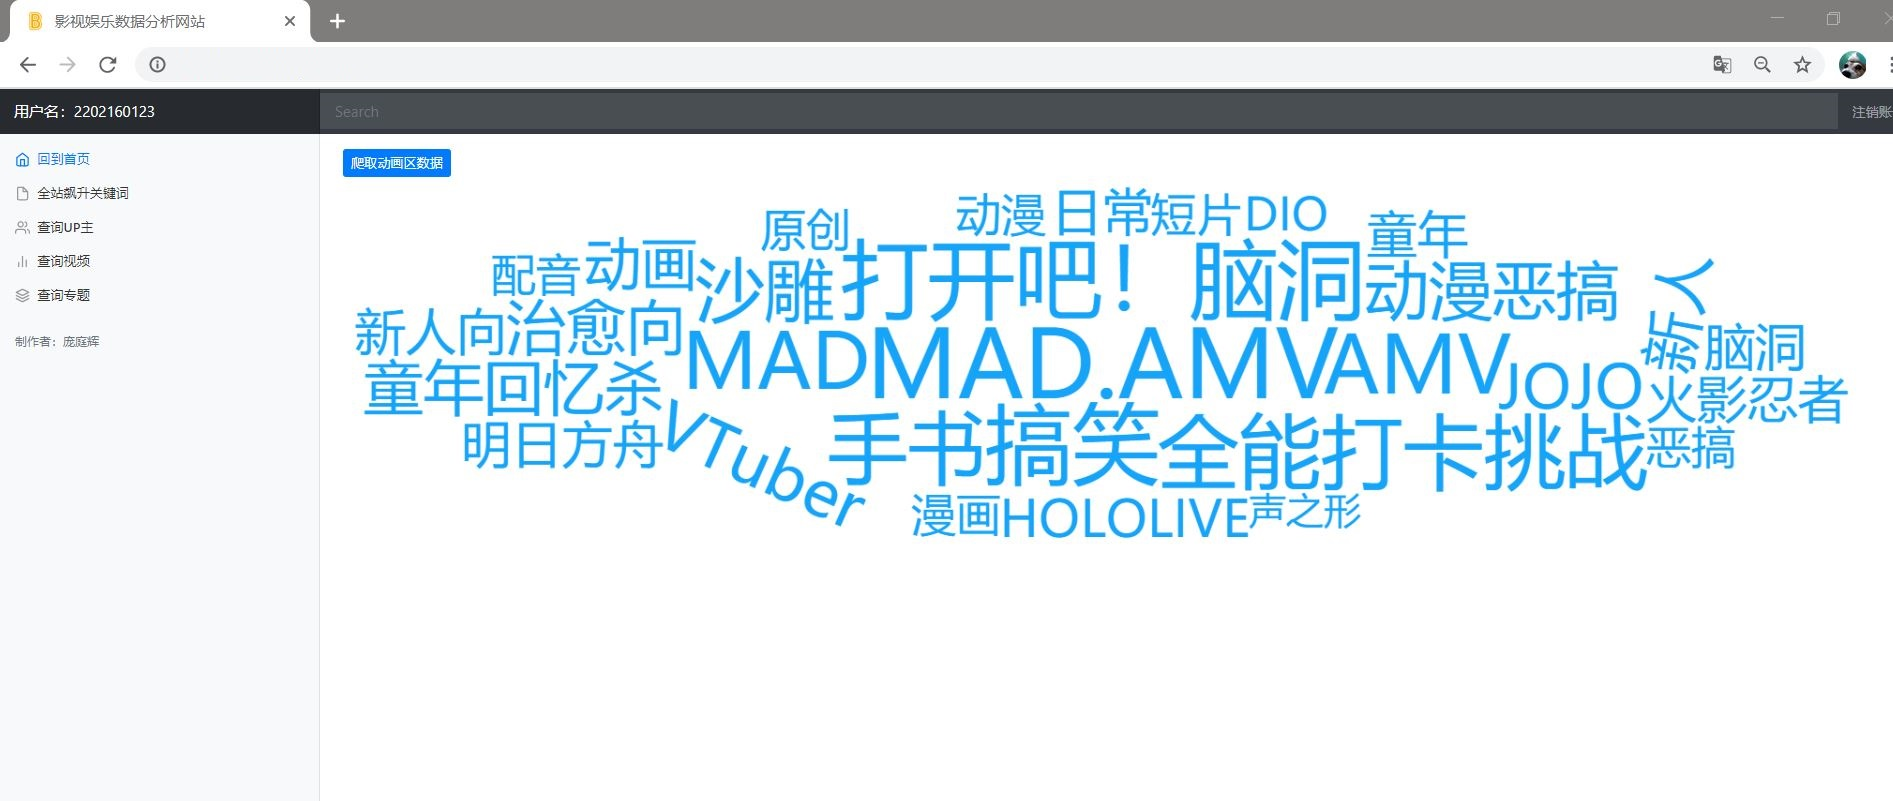 影视娱乐数据分析网站
用户名：2202160123
Search
注销账
回到首页
全站飙升关键词
查询UP主
查询视频
查询专题
制作者：庞庭辉
爬取动画区数据
动漫 日常 短片 DIO
原创 童年
配音 动画 沙雕 打开吧！脑洞 动漫恶搞 新人
新人向 治愈向 MAD MAD.AMV AMV JOJO 脑洞
童年回忆杀 火影忍者
明日方舟 VTuber 手书 搞笑 全能打卡挑战 恶搞
漫画 HOLOLIVE 声之形